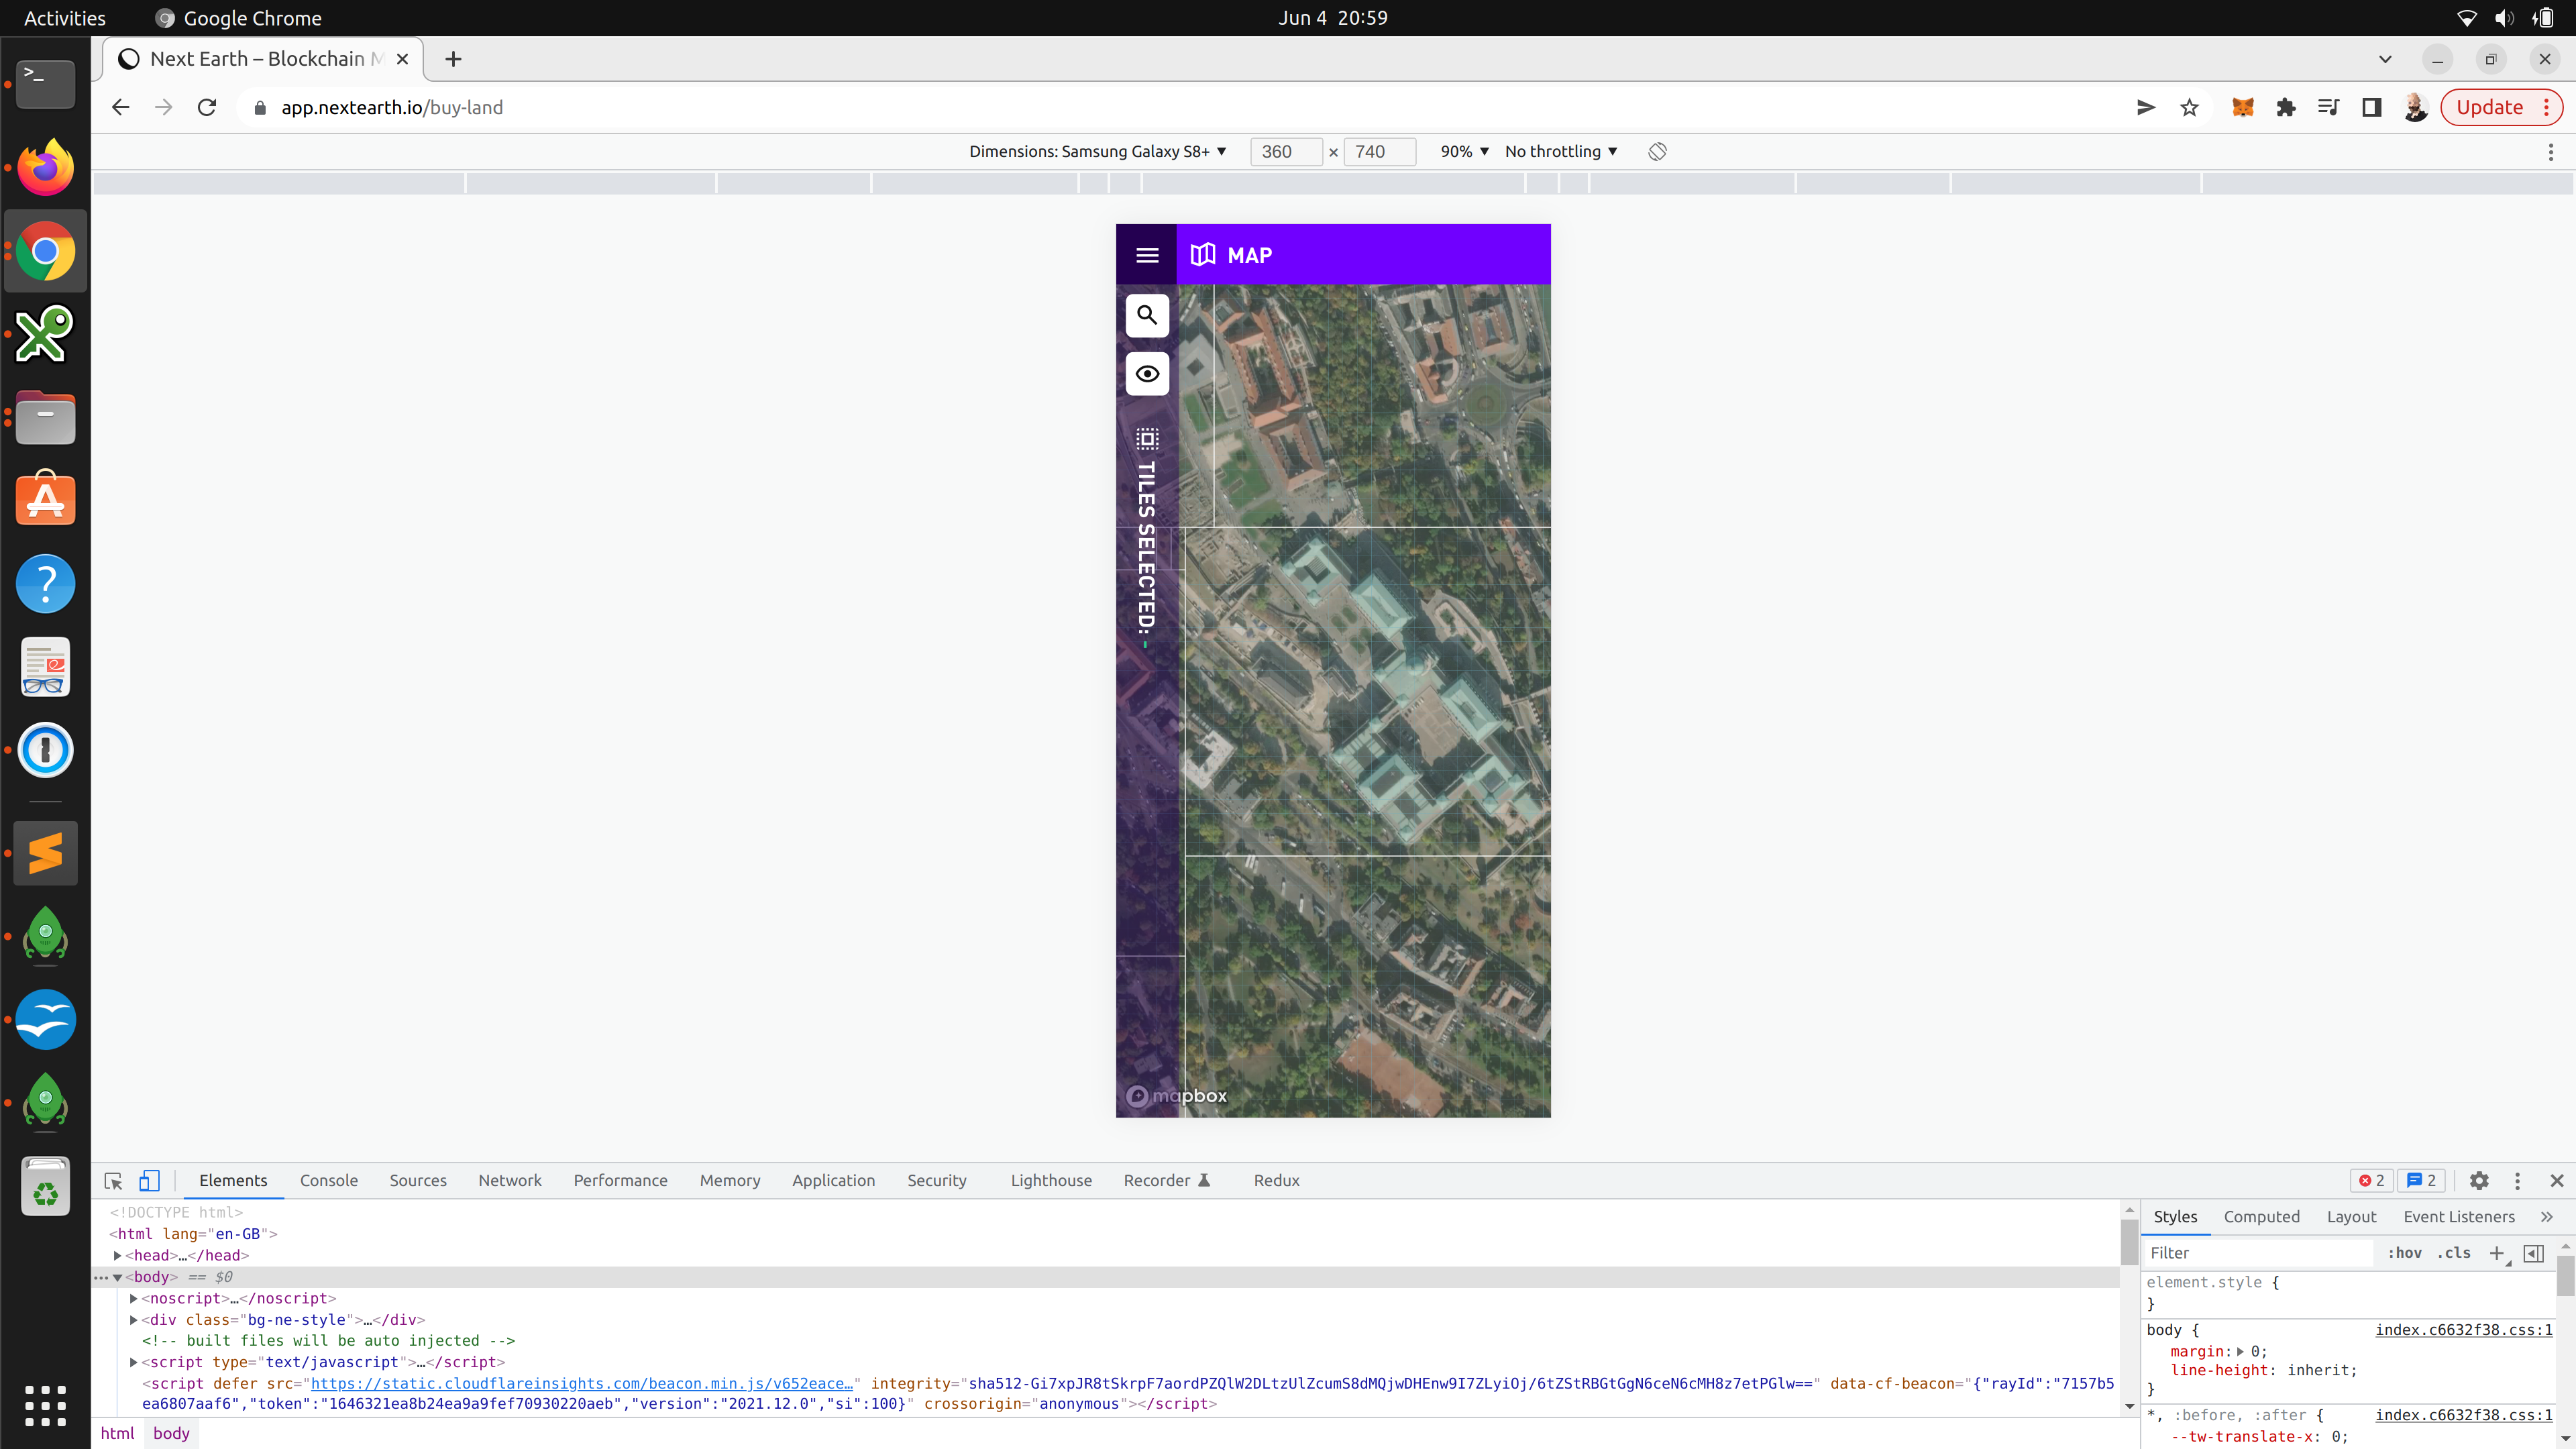 Activities
Google Chrome
Jun 4 20:59
Next Earth – Blockchain M
app.nextearth.io/buy-land
Update
Dimensions: Samsung Galaxy S8+
360
×
740
90%
No throttling
MAP
TILES SELECTED: -
mapbox
Elements
Console
Sources
Network
Performance
Memory
Application
Security
Lighthouse
Recorder
Redux
2
2
<!DOCTYPE html>
<html lang="en-GB">
<head>…</head>
<body> == $0
<noscript>…</noscript>
<div class="bg-ne-style">…</div>
<!-- built files will be auto injected -->
<script type="text/javascript">…</script>
<script defer src="https://static.cloudflareinsights.com/beacon.min.js/v652eace…" integrity="sha512-Gi7xpJR8tSkrpF7aordPZQlW2DLtzUlZcumS8dMQjwDHEnw9I7ZLyiOj/6tZStRBGtGgN6ceN6cMH8z7etPGlw==" data-cf-beacon="{"rayId":"7157b5
ea6807aaf6","token":"1646321ea8b24ea9a9fef70930220aeb","version":"2021.12.0","si":100}" crossorigin="anonymous"></script>
html
body
Styles
Computed
Layout
Event Listeners
Filter
:hov
.cls
element.style {
}
body {
index.c6632f38.css:1
margin: 0;
line-height: inherit;
}
*, :before, :after {
index.c6632f38.css:1
--tw-translate-x: 0;